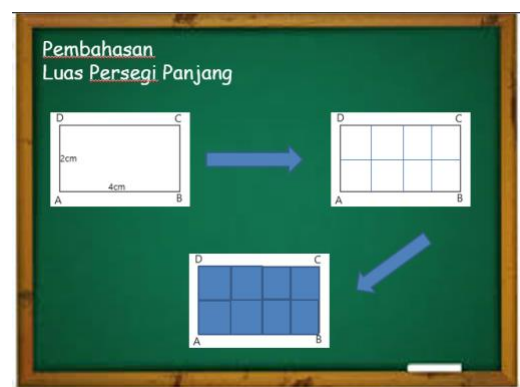 Pembahasan
Luas Persegi Panjang
D C
2cm
4cm
A B
D C
A B
D C
A B